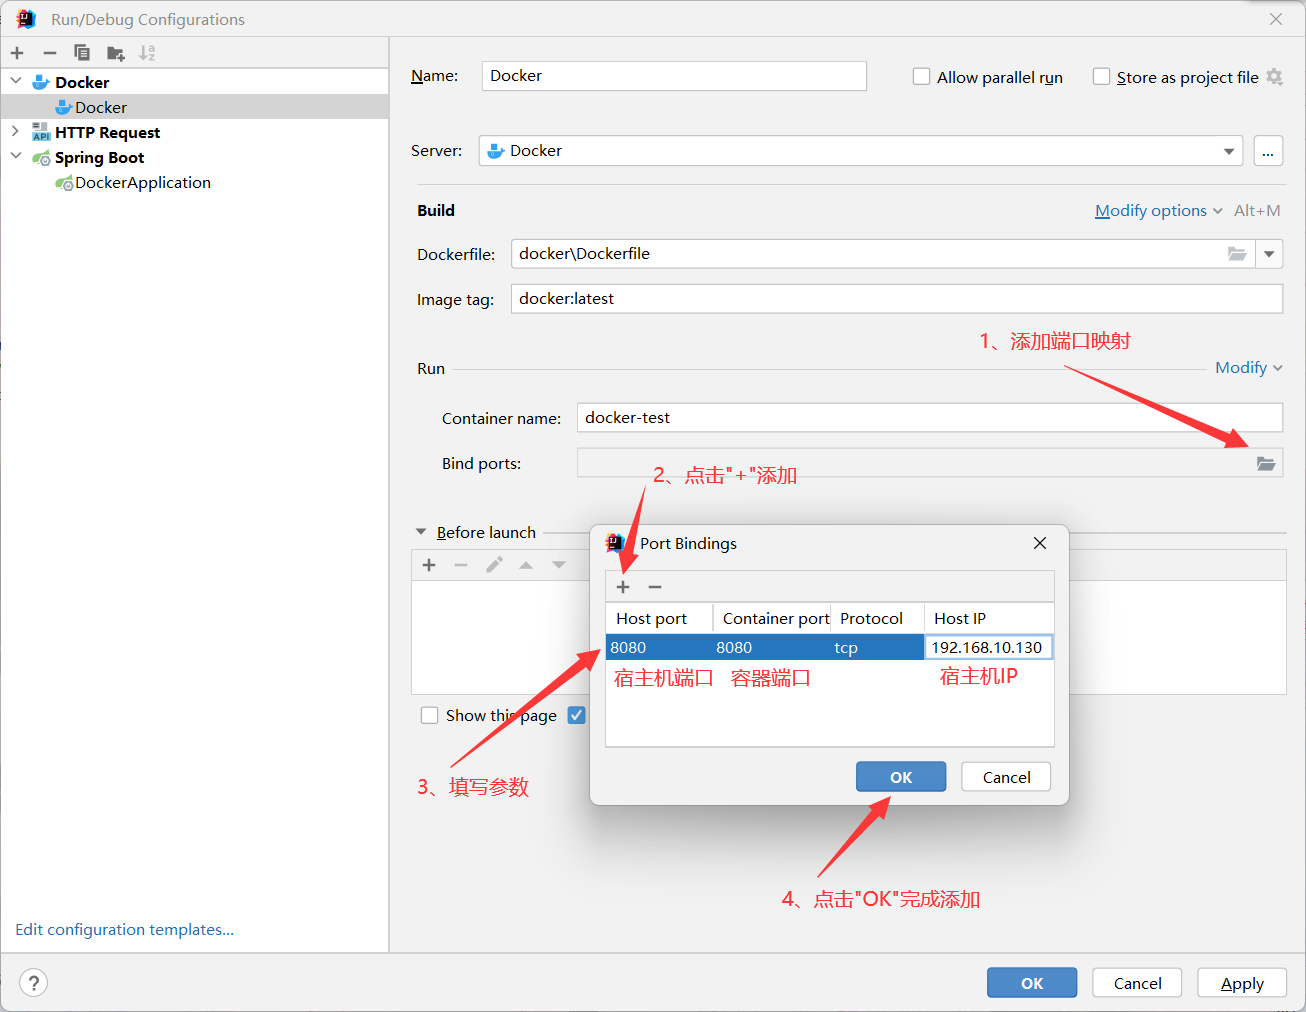 Run/Debug Configurations
Docker
Docker
HTTP Request
Spring Boot
DockerApplication
Edit configuration templates...
Name:
Docker
Allow parallel run
Store as project file
Server:
Docker
...
Build
Modify options
Alt+M
Dockerfile:
docker\Dockerfile
Image tag:
docker:latest
1、添加端口映射
Run
Modify
Container name:
docker-test
Bind ports:
2、点击"+"添加
Before launch
Port Bindings
Host port
Container port
Protocol
Host IP
8080
8080
tcp
192.168.10.130
宿主机端口
容器端口
宿主机IP
Show this page
3、填写参数
OK
Cancel
4、点击"OK"完成添加
?
OK
Cancel
Apply